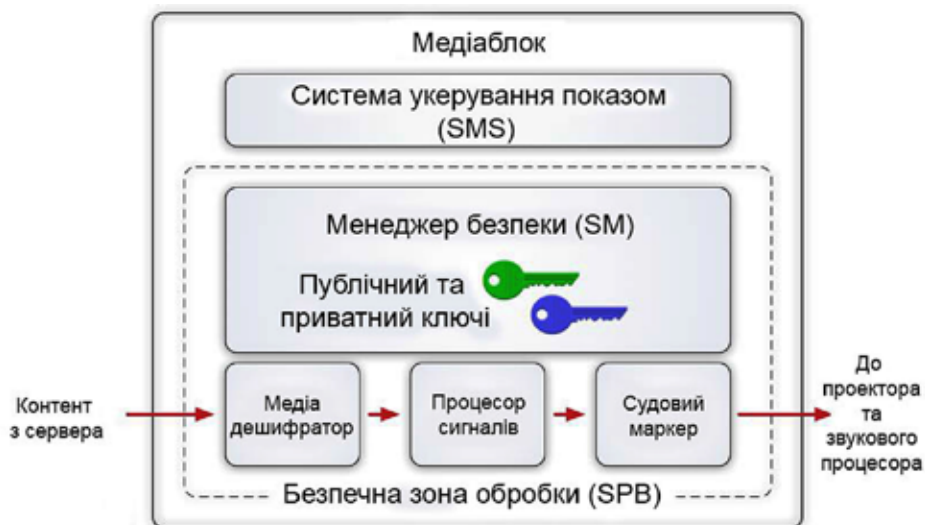 Медіаблок
Система укерування показом
(SMS)
Менеджер безпеки (SM)
Публічний та
приватний ключі
Контент
з сервера
Медіа
дешифратор
Процесор
сигналів
Судовий
маркер
До
проектора
та
звукового
процесора
Безпечна зона обробки (SPB)